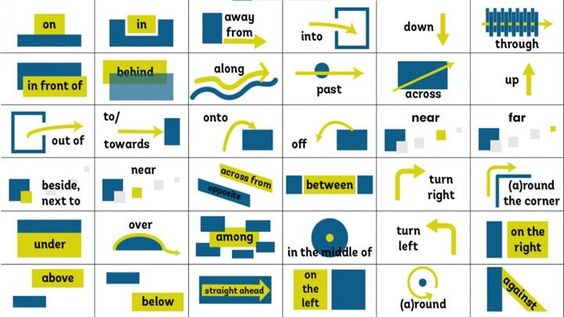 on
in
away
from
into
down
through
in front of
behind
along
past
across
up
out of
to/
towards
onto
off
near
far
beside,
next to
near
across from
opposite
between
turn
right
(a)round
the corner
under
over
among
in the middle of
turn
left
on the
right
above
below
straight ahead
on
the
left
(a)round
against